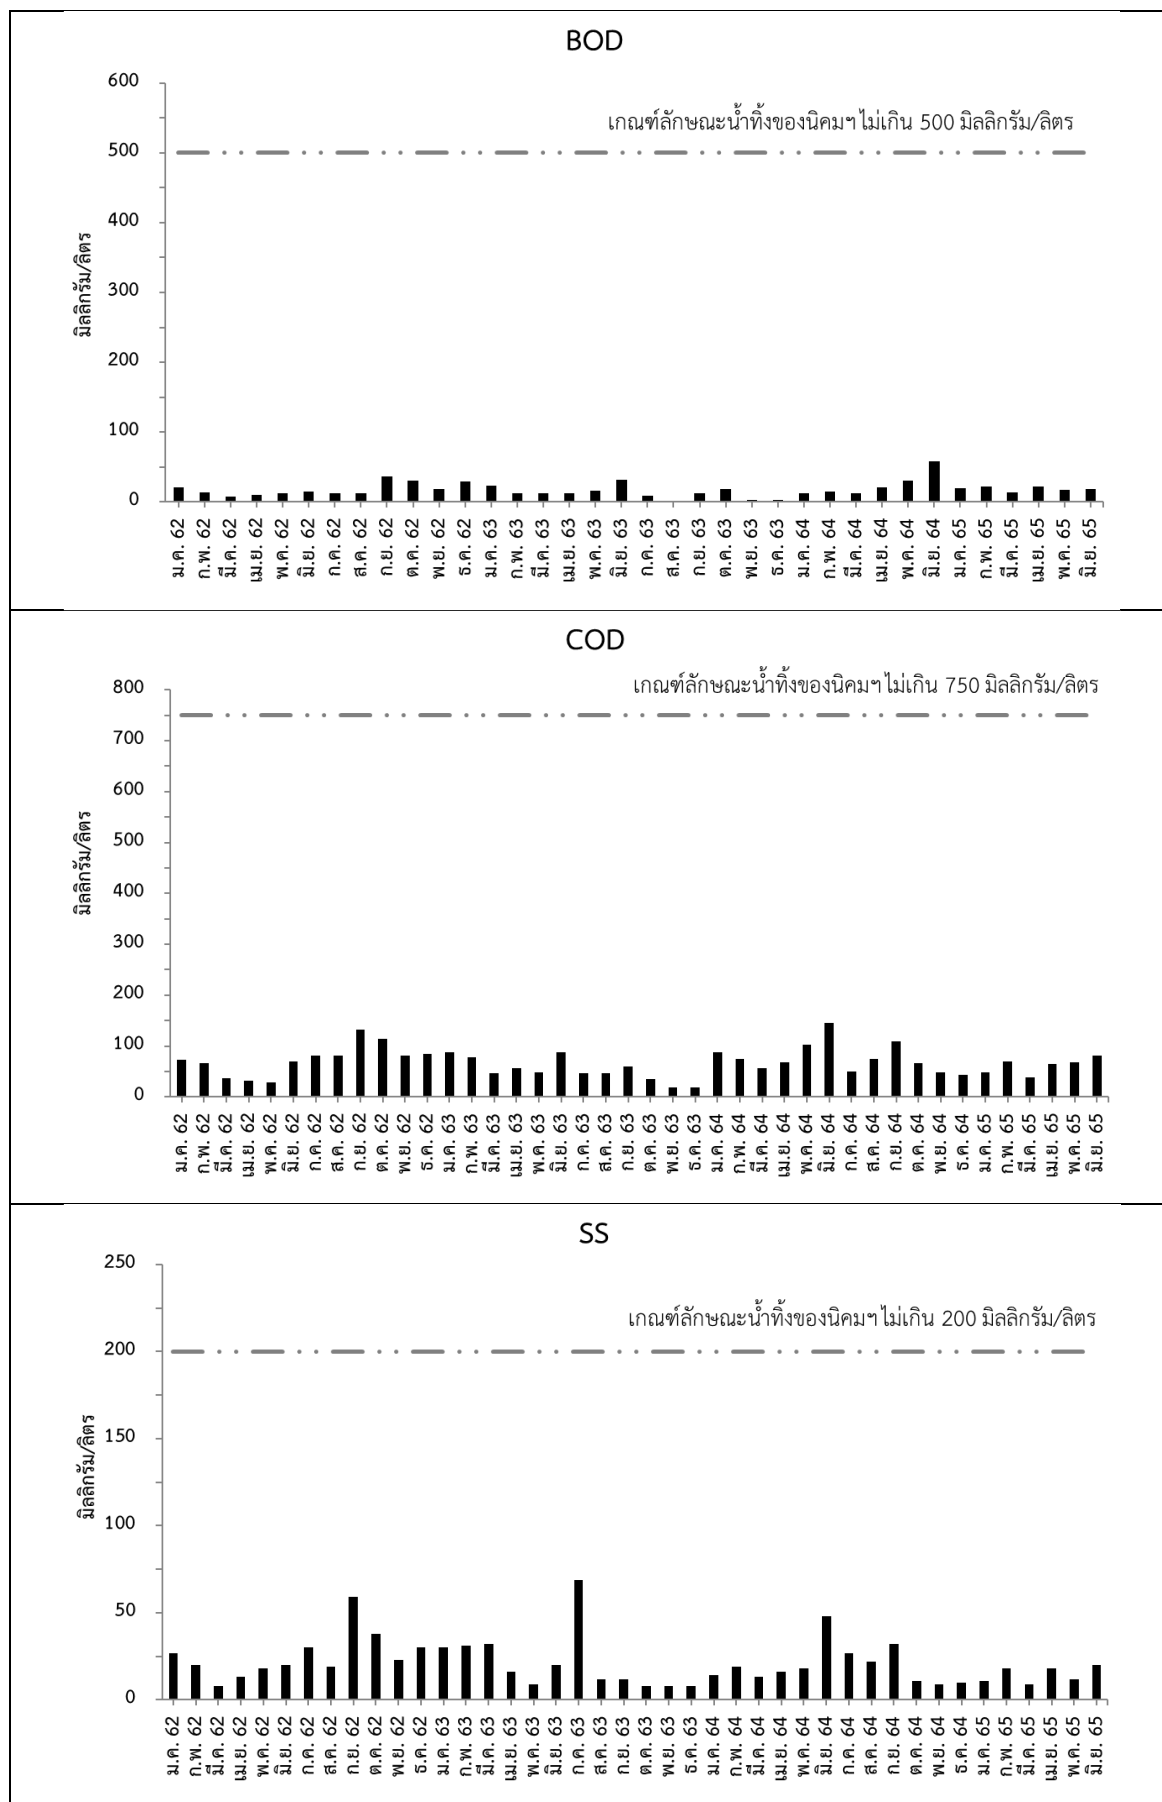 BOD
เกณฑ์ลักษณะน้ำทิ้งของนิคมฯ ไม่เกิน 500 มิลลิกรัม/ลิตร
มิลลิกรัม/ลิตร
600
500
400
300
200
100
0
ม.ค. 62 ก.พ. 62 มี.ค. 62 เม.ย. 62 พ.ค. 62 มิ.ย. 62 ก.ค. 62 ส.ค. 62 ก.ย. 62 ต.ค. 62 พ.ย. 62 ธ.ค. 62 ม.ค. 63 ก.พ. 63 มี.ค. 63 เม.ย. 63 พ.ค. 63 มิ.ย. 63 ก.ค. 63 ส.ค. 63 ก.ย. 63 ต.ค. 63 พ.ย. 63 ธ.ค. 63 ม.ค. 64 ก.พ. 64 มี.ค. 64 เม.ย. 64 พ.ค. 64 มิ.ย. 64 ม.ค. 65 ก.พ. 65 มี.ค. 65 เม.ย. 65 พ.ค. 65 มิ.ย. 65
COD
เกณฑ์ลักษณะน้ำทิ้งของนิคมฯ ไม่เกิน 750 มิลลิกรัม/ลิตร
มิลลิกรัม/ลิตร
800
700
600
500
400
300
200
100
0
ม.ค. 62 ก.พ. 62 มี.ค. 62 เม.ย. 62 พ.ค. 62 มิ.ย. 62 ก.ค. 62 ส.ค. 62 ก.ย. 62 ต.ค. 62 พ.ย. 62 ธ.ค. 62 ม.ค. 63 ก.พ. 63 มี.ค. 63 เม.ย. 63 พ.ค. 63 มิ.ย. 63 ก.ค. 63 ส.ค. 63 ก.ย. 63 ต.ค. 63 พ.ย. 63 ธ.ค. 63 ม.ค. 64 ก.พ. 64 มี.ค. 64 เม.ย. 64 พ.ค. 64 มิ.ย. 64 ก.ค. 64 ส.ค. 64 ก.ย. 64 ต.ค. 64 พ.ย. 64 ธ.ค. 64 ม.ค. 65 ก.พ. 65 มี.ค. 65 เม.ย. 65 พ.ค. 65 มิ.ย. 65
SS
เกณฑ์ลักษณะน้ำทิ้งของนิคมฯ ไม่เกิน 200 มิลลิกรัม/ลิตร
มิลลิกรัม/ลิตร
250
200
150
100
50
0
ม.ค. 62 ก.พ. 62 มี.ค. 62 เม.ย. 62 พ.ค. 62 มิ.ย. 62 ก.ค. 62 ส.ค. 62 ก.ย. 62 ต.ค. 62 พ.ย. 62 ธ.ค. 62 ม.ค. 63 ก.พ. 63 มี.ค. 63 เม.ย. 63 พ.ค. 63 มิ.ย. 63 ก.ค. 63 ส.ค. 63 ก.ย. 63 ต.ค. 63 พ.ย. 63 ธ.ค. 63 ม.ค. 64 ก.พ. 64 มี.ค. 64 เม.ย. 64 พ.ค. 64 มิ.ย. 64 ก.ค. 64 ส.ค. 64 ก.ย. 64 ต.ค. 64 พ.ย. 64 ธ.ค. 64 ม.ค. 65 ก.พ. 65 มี.ค. 65 เม.ย. 65 พ.ค. 65 มิ.ย. 65